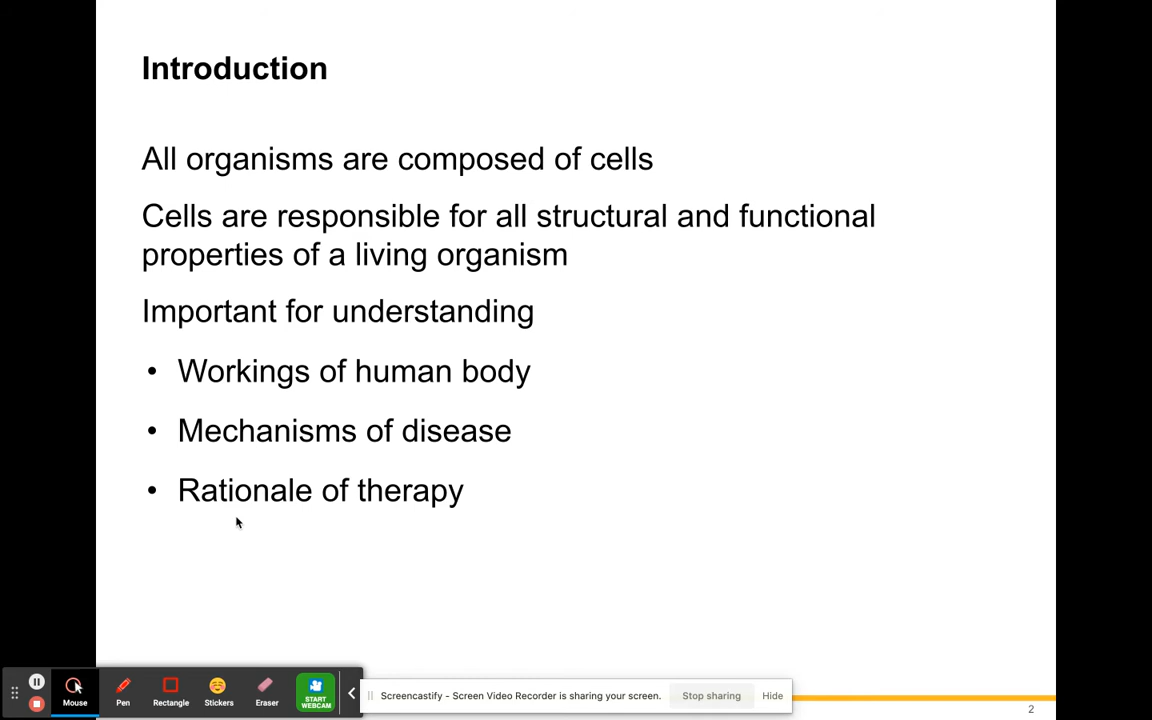 Introduction
All organisms are composed of cells
Cells are responsible for all structural and functional
properties of a living organism
Important for understanding
• Workings of human body
• Mechanisms of disease
• Rationale of therapy
Mouse
Pen
Rectangle
Stickers
Eraser
START
WEBCAM
Screencastify - Screen Video Recorder is sharing your screen.
Stop sharing
Hide
2